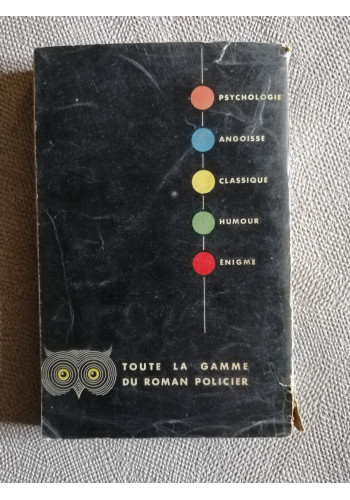 PSYCHOLOGIE
ANGOISSE
CLASSIQUE
HUMOUR
ÉNIGME
TOUTE LA GAMME
DU ROMAN POLICIER